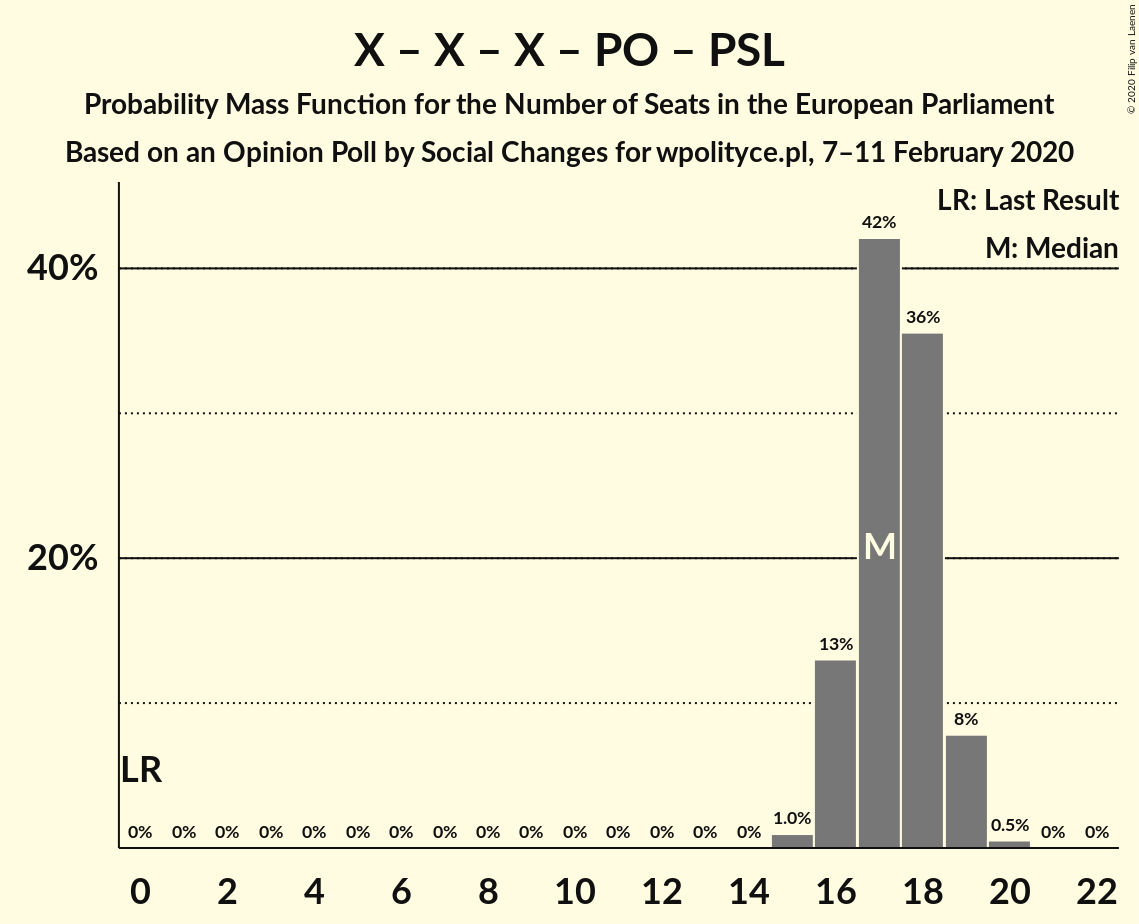 X – X – X – PO – PSL
Probability Mass Function for the Number of Seats in the European Parliament
Based on an Opinion Poll by Social Changes for wpolityce.pl, 7–11 February 2020
© 2020 Filip van Laenen
LR: Last Result
M: Median
42%
40%
36%
20%
M
13%
8%
LR
0% 0% 0% 0% 0% 0% 0% 0% 0% 0% 0% 0% 0% 0% 0% 1.0% 0.5% 0% 0%
0 2 4 6 8 10 12 14 16 18 20 22